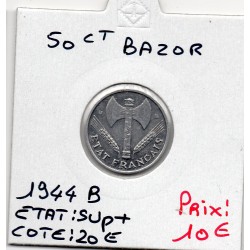 50 CT BAZOR
ETAT FRANCAIS
1944 B
ETAT: SUP+
COTE: 20€
Prix:
10€